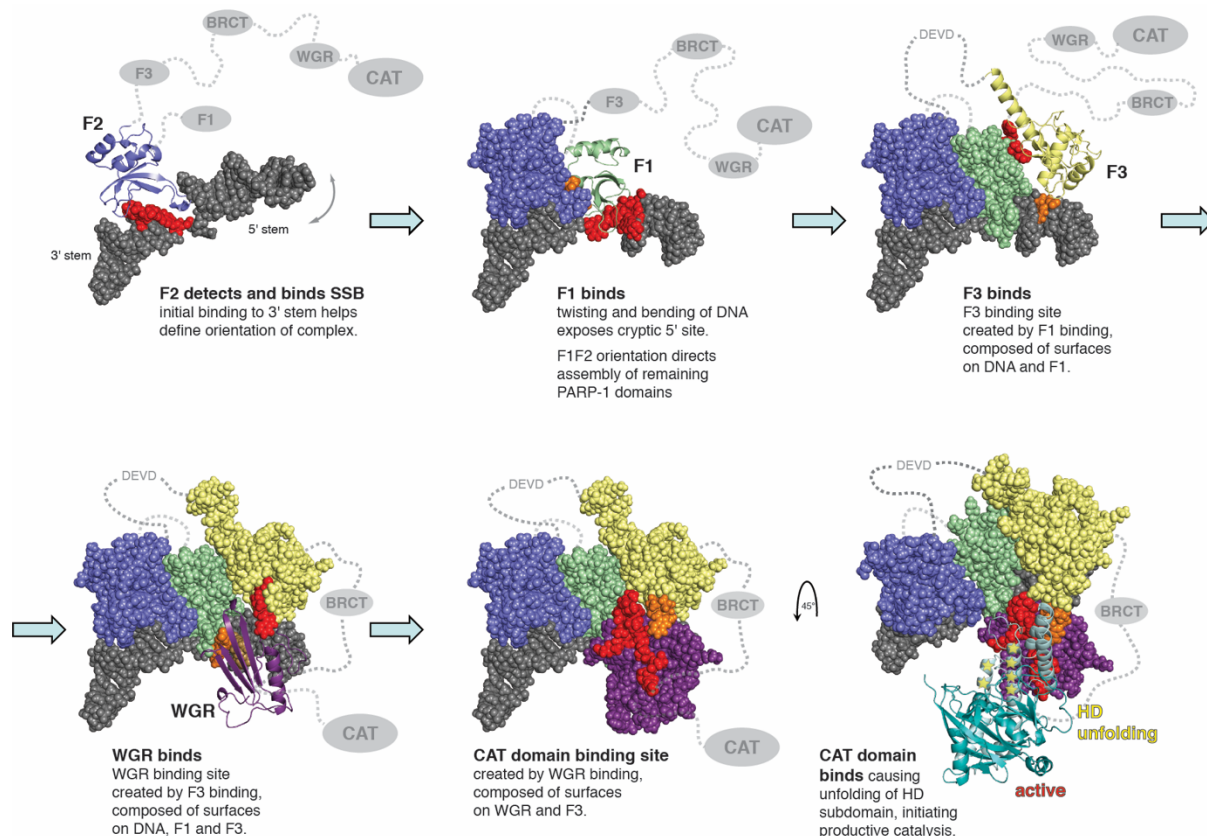 BRCT
WGR
CAT
F3
F1
F2
5' stem
3' stem
F2 detects and binds SSB
initial binding to 3' stem helps
define orientation of complex.
BRCT
F3
CAT
WGR
F1
F1 binds
twisting and bending of DNA
exposes cryptic 5' site.
F1F2 orientation directs
assembly of remaining
PARP-1 domains
DEVD
WGR
CAT
BRCT
F3
F3 binds
F3 binding site
created by F1 binding,
composed of surfaces
on DNA and F1.
DEVD
BRCT
WGR
CAT
WGR binds
WGR binding site
created by F3 binding,
composed of surfaces
on DNA, F1 and F3.
DEVD
BRCT
CAT
CAT domain binding site
created by WGR binding,
composed of surfaces
on WGR and F3.
45°
DEVD
BRCT
HD
unfolding
active
CAT domain
binds causing
unfolding of HD
subdomain, initiating
productive catalysis.